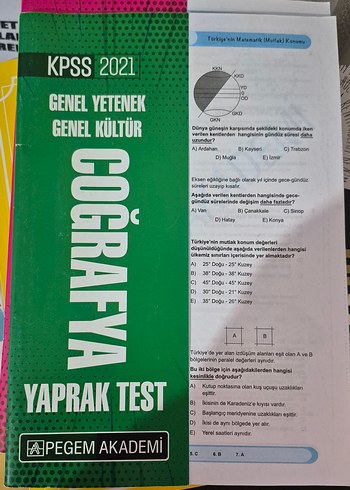 KPSS 2021
GENEL YETENEK
GENEL KÜLTÜR
COĞRAFYA
YAPRAK TEST
PEGEM AKADEMİ
Türkiye'nin Matematik (Mutlak) Konumu
KKN
KKD
YD
B
GD
GKD
GKN
Dünya güneşin karşısında şekildeki konumda iken
verilen kentlerden hangisinin gündüz süresi daha
uzundur?
A) Ardahan B) Kayseri C) Trabzon
D) Muğla E) İzmir
Eksen eğikliğine bağlı olarak yıl içinde gece-gündüz
süreleri uzayıp kısalır.
Aşağıda verilen kentlerden hangisinde gece-
gündüz sürelerinde değişim daha fazladır?
A) Van B) Çanakkale C) Sinop
D) Hatay E) Konya
Türkiye'nin mutlak konum değerleri
düşünüldüğünde aşağıda verilenlerden hangisi
ülkemiz sınırları içerisinde yer almaktadır?
A) 25° Doğu - 25° Kuzey
B) 38° Doğu - 38° Kuzey
C) 45° Doğu - 45° Kuzey
D) 30° Doğu - 21° Kuzey
E) 35° Doğu - 20° Kuzey
A B
Türkiye'de yer alan izdüşüm alanları eşit olan A ve B
bölgelerinin paralel değerleri aynıdır.
Bu iki bölge için aşağıdakilerden hangisi
kesinlikle doğrudur?
A) Kutup noktasına olan kuş uçuşu uzaklıkları
eşittir.
B) İkisinin de Karadeniz'e kıyısı vardır.
C) Başlangıç meridyenine uzaklıkları eşittir.
D) İkisi de aynı bölgede yer alır.
E) Yerel saatleri aynıdır.
5. C 6. B 7. A